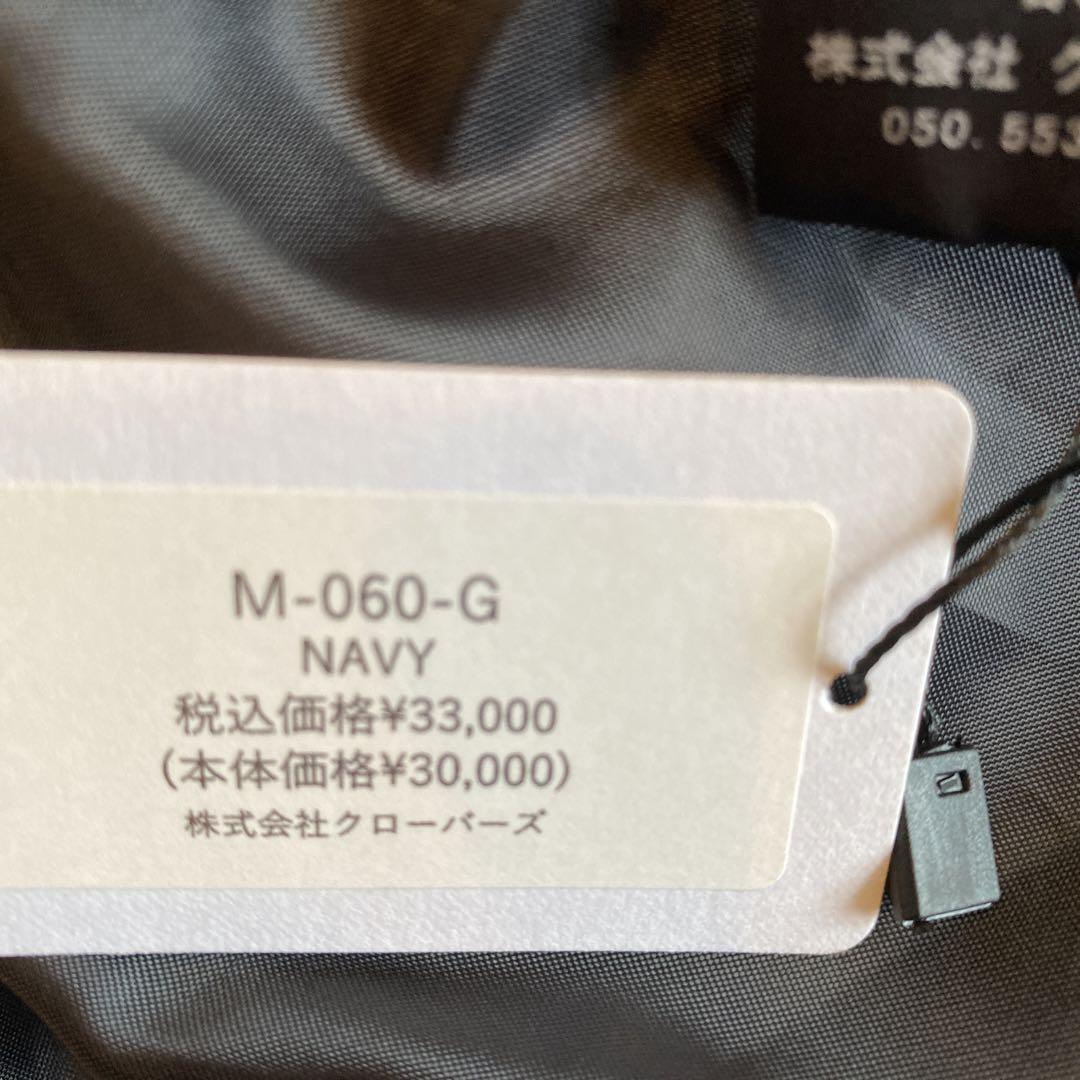 株式会社 ク
050. 553
M-060-G
NAVY
税込価格¥33,000
(本体価格¥30,000)
株式会社クローバーズ